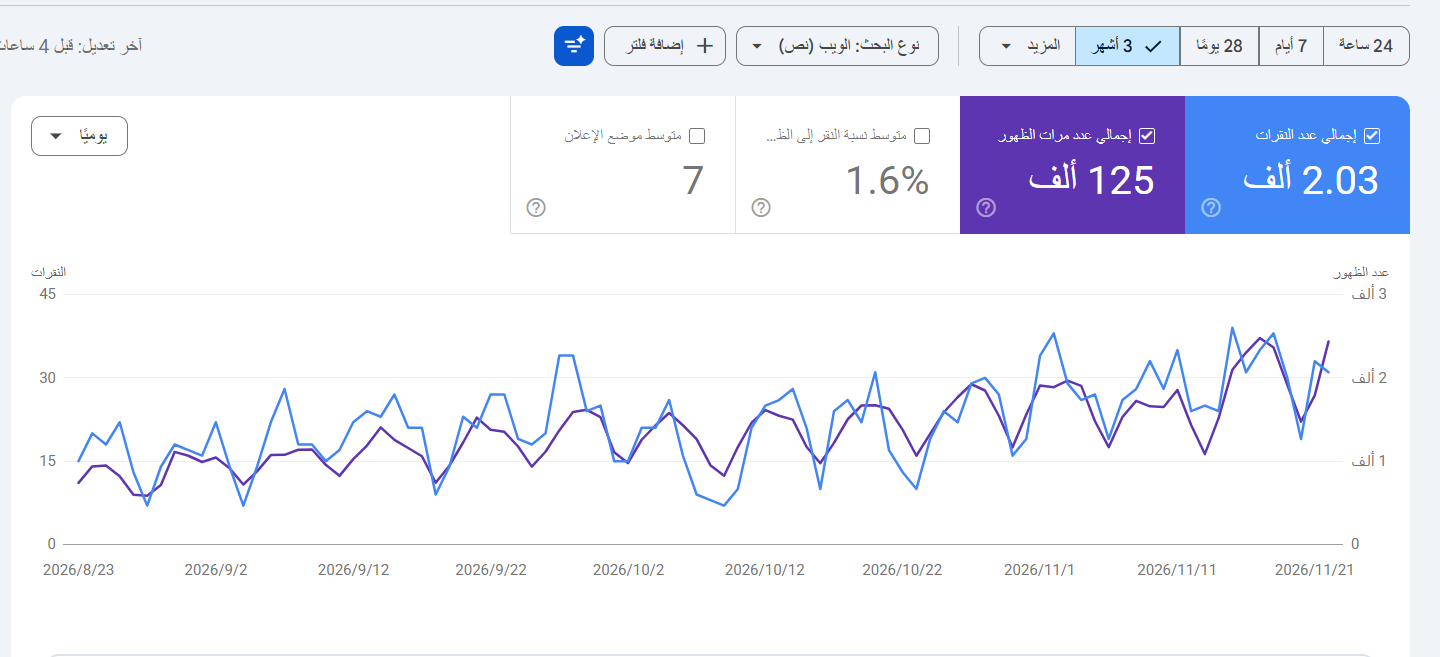 24 ساعة
7 أيام
28 يومًا
3 أشهر
المزيد
نوع البحث: الويب (نص)
إضافة فلتر
آخر تعديل: قبل 4 ساعات
إجمالي عدد النقرات
2.03 ألف
إجمالي عدد مرات الظهور
125 ألف
متوسط نسبة النقر إلى الظ...
1.6%
متوسط موضع الإعلان
7
يوميًا
عدد الظهور
3 ألف
2 ألف
1 ألف
0
النقرات
45
30
15
0
2026/8/23
2026/9/2
2026/9/12
2026/9/22
2026/10/2
2026/10/12
2026/10/22
2026/11/1
2026/11/11
2026/11/21